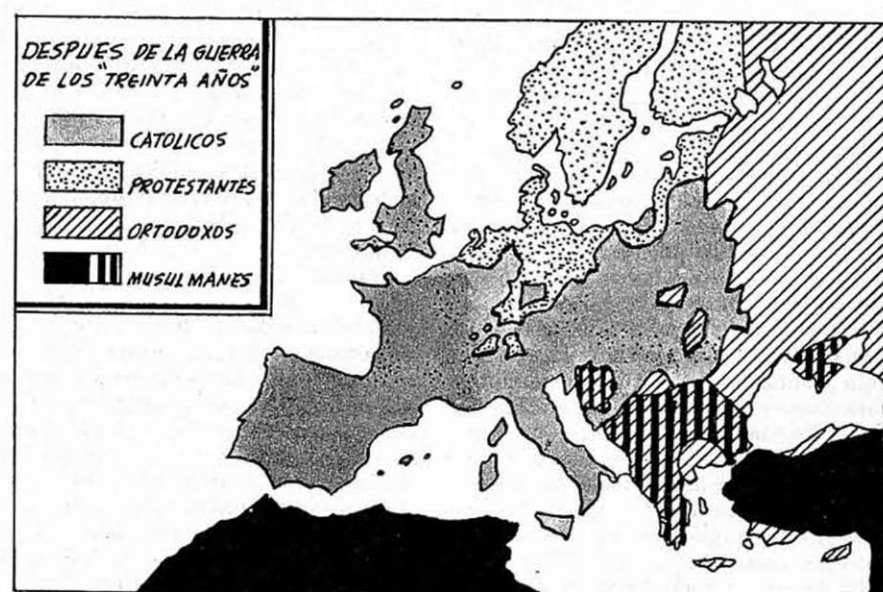 DESPUES DE LA GUERRA
DE LOS "TREINTA AÑOS"
CATOLICOS
PROTESTANTES
ORTODOXOS
MUSULMANES